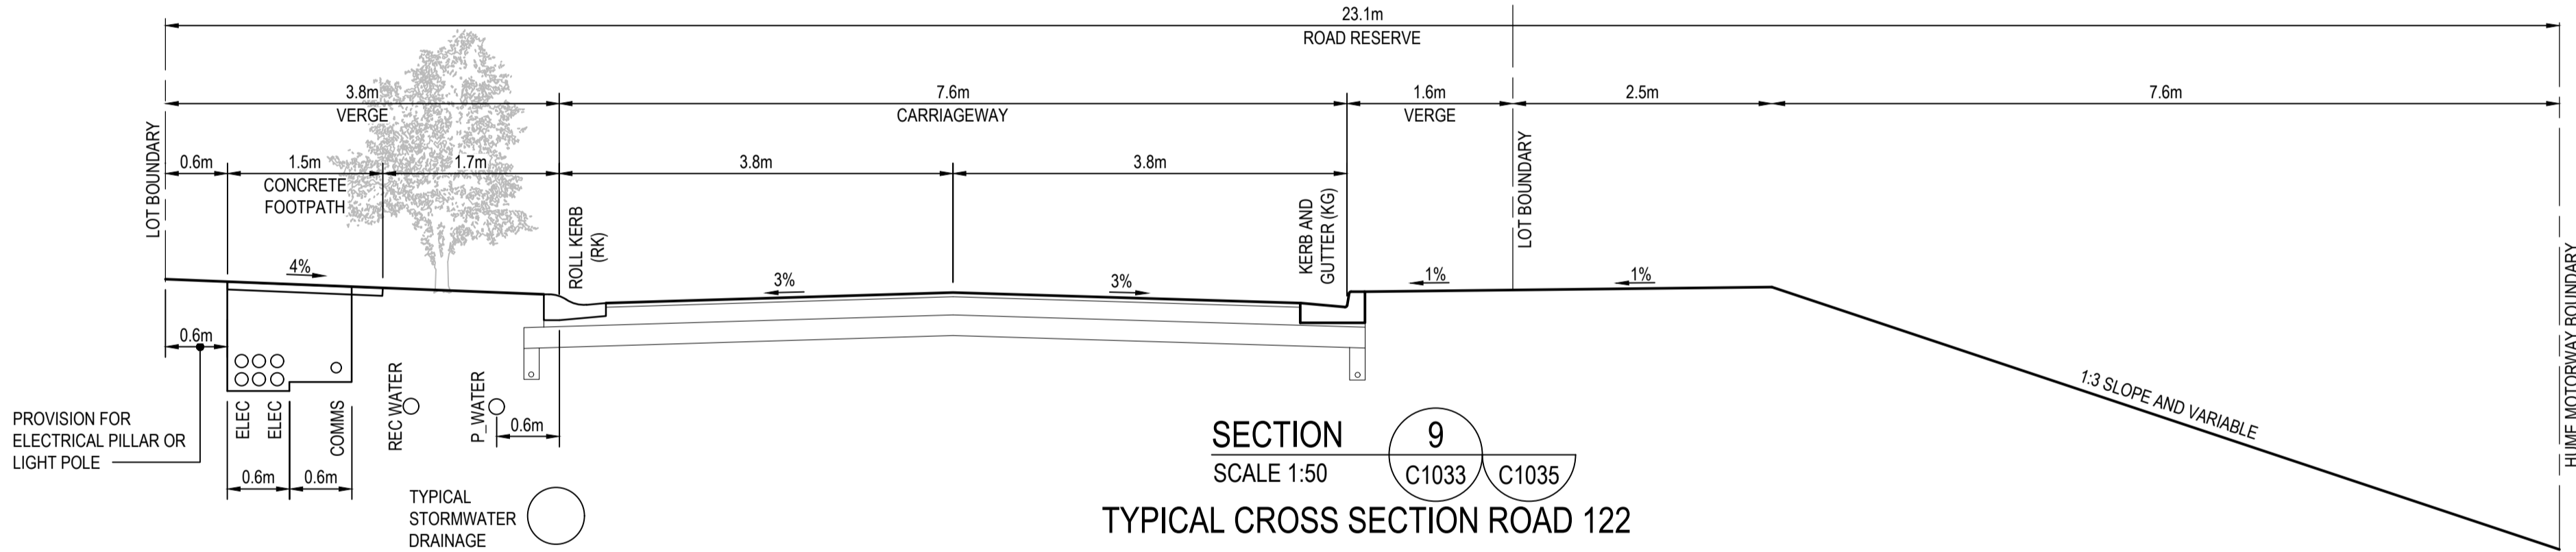 23.1m
ROAD RESERVE
3.8m
VERGE
7.6m
CARRIAGEWAY
1.6m
VERGE
2.5m
7.6m
LOT BOUNDARY
0.6m
1.5m
CONCRETE
FOOTPATH
1.7m
3.8m
3.8m
ROLL KERB
(RK)
KERB AND
GUTTER (KG)
LOT BOUNDARY
HUME MOTORWAY BOUNDARY
4%
3%
3%
1%
1%
0.6m
1:3 SLOPE AND VARIABLE
PROVISION FOR
ELECTRICAL PILLAR OR
LIGHT POLE
ELEC
ELEC
COMMS
REC WATER
P_WATER
0.6m
0.6m
0.6m
TYPICAL
STORMWATER
DRAINAGE
SECTION
9
SCALE 1:50
C1033
C1035
TYPICAL CROSS SECTION ROAD 122